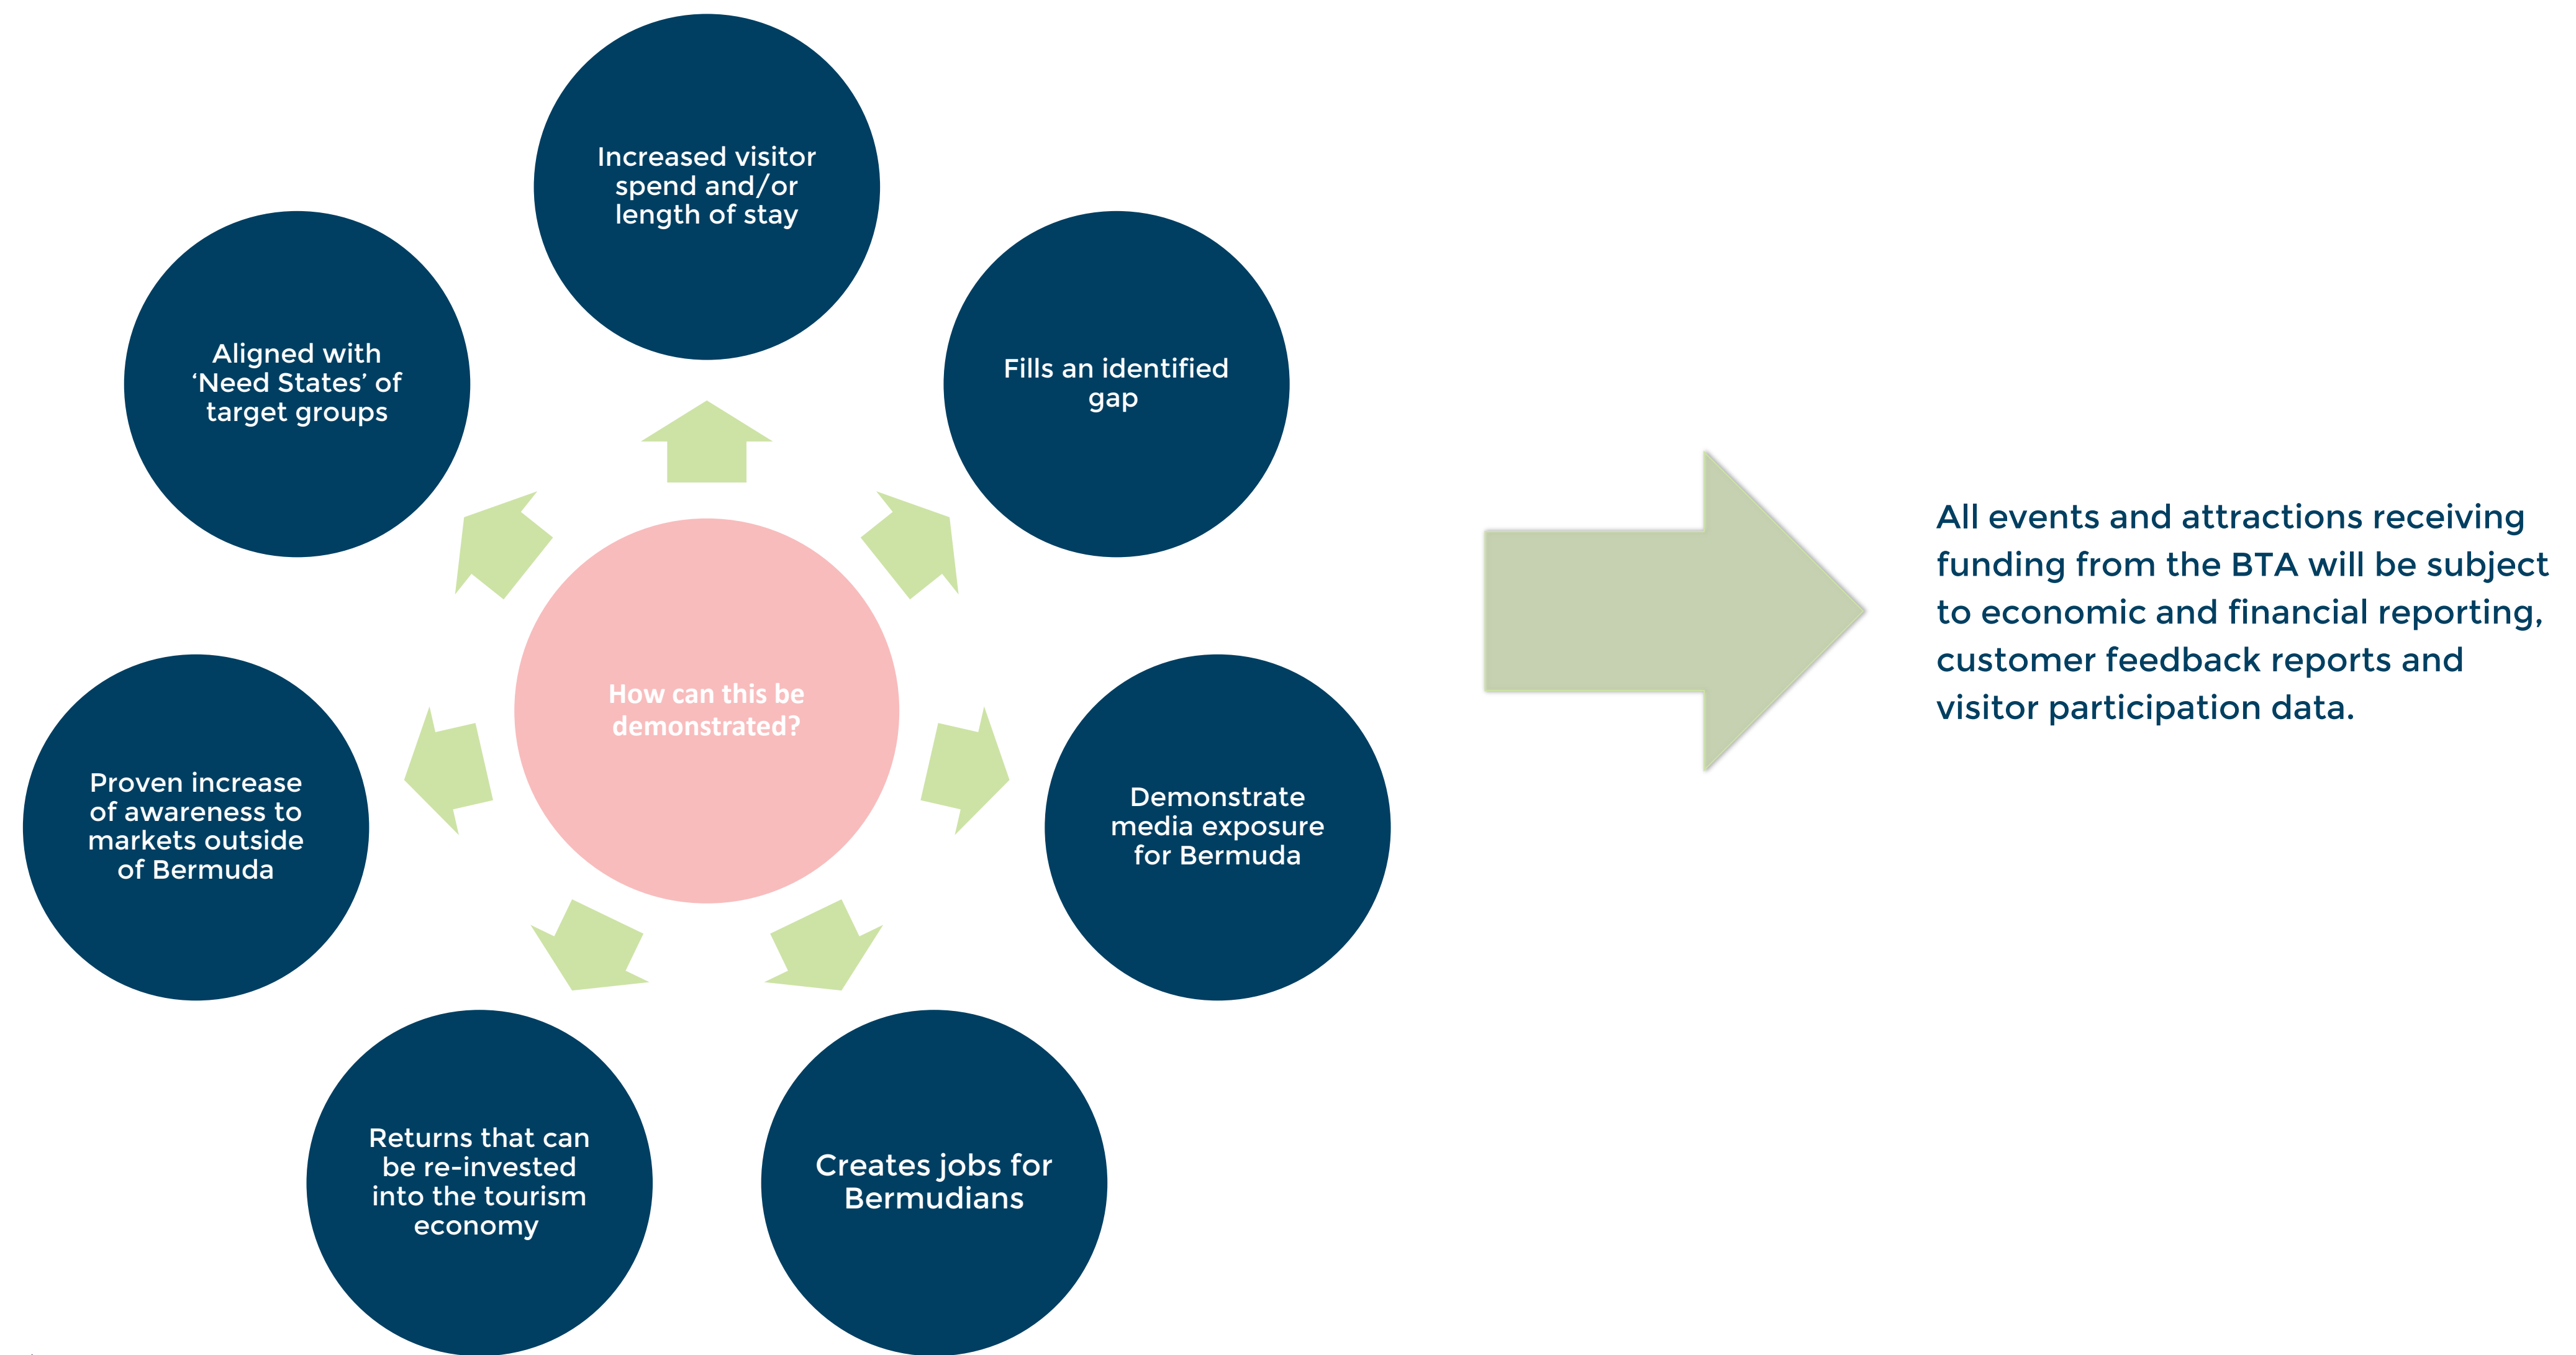 Increased visitor
spend and/or
length of stay
Fills an identified
gap
Demonstrate
media exposure
for Bermuda
Creates jobs for
Bermudians
Returns that can
be re-invested
into the tourism
economy
Proven increase
of awareness to
markets outside
of Bermuda
Aligned with
‘Need States’ of
target groups
How can this be
demonstrated?
All events and attractions receiving
funding from the BTA will be subject
to economic and financial reporting,
customer feedback reports and
visitor participation data.